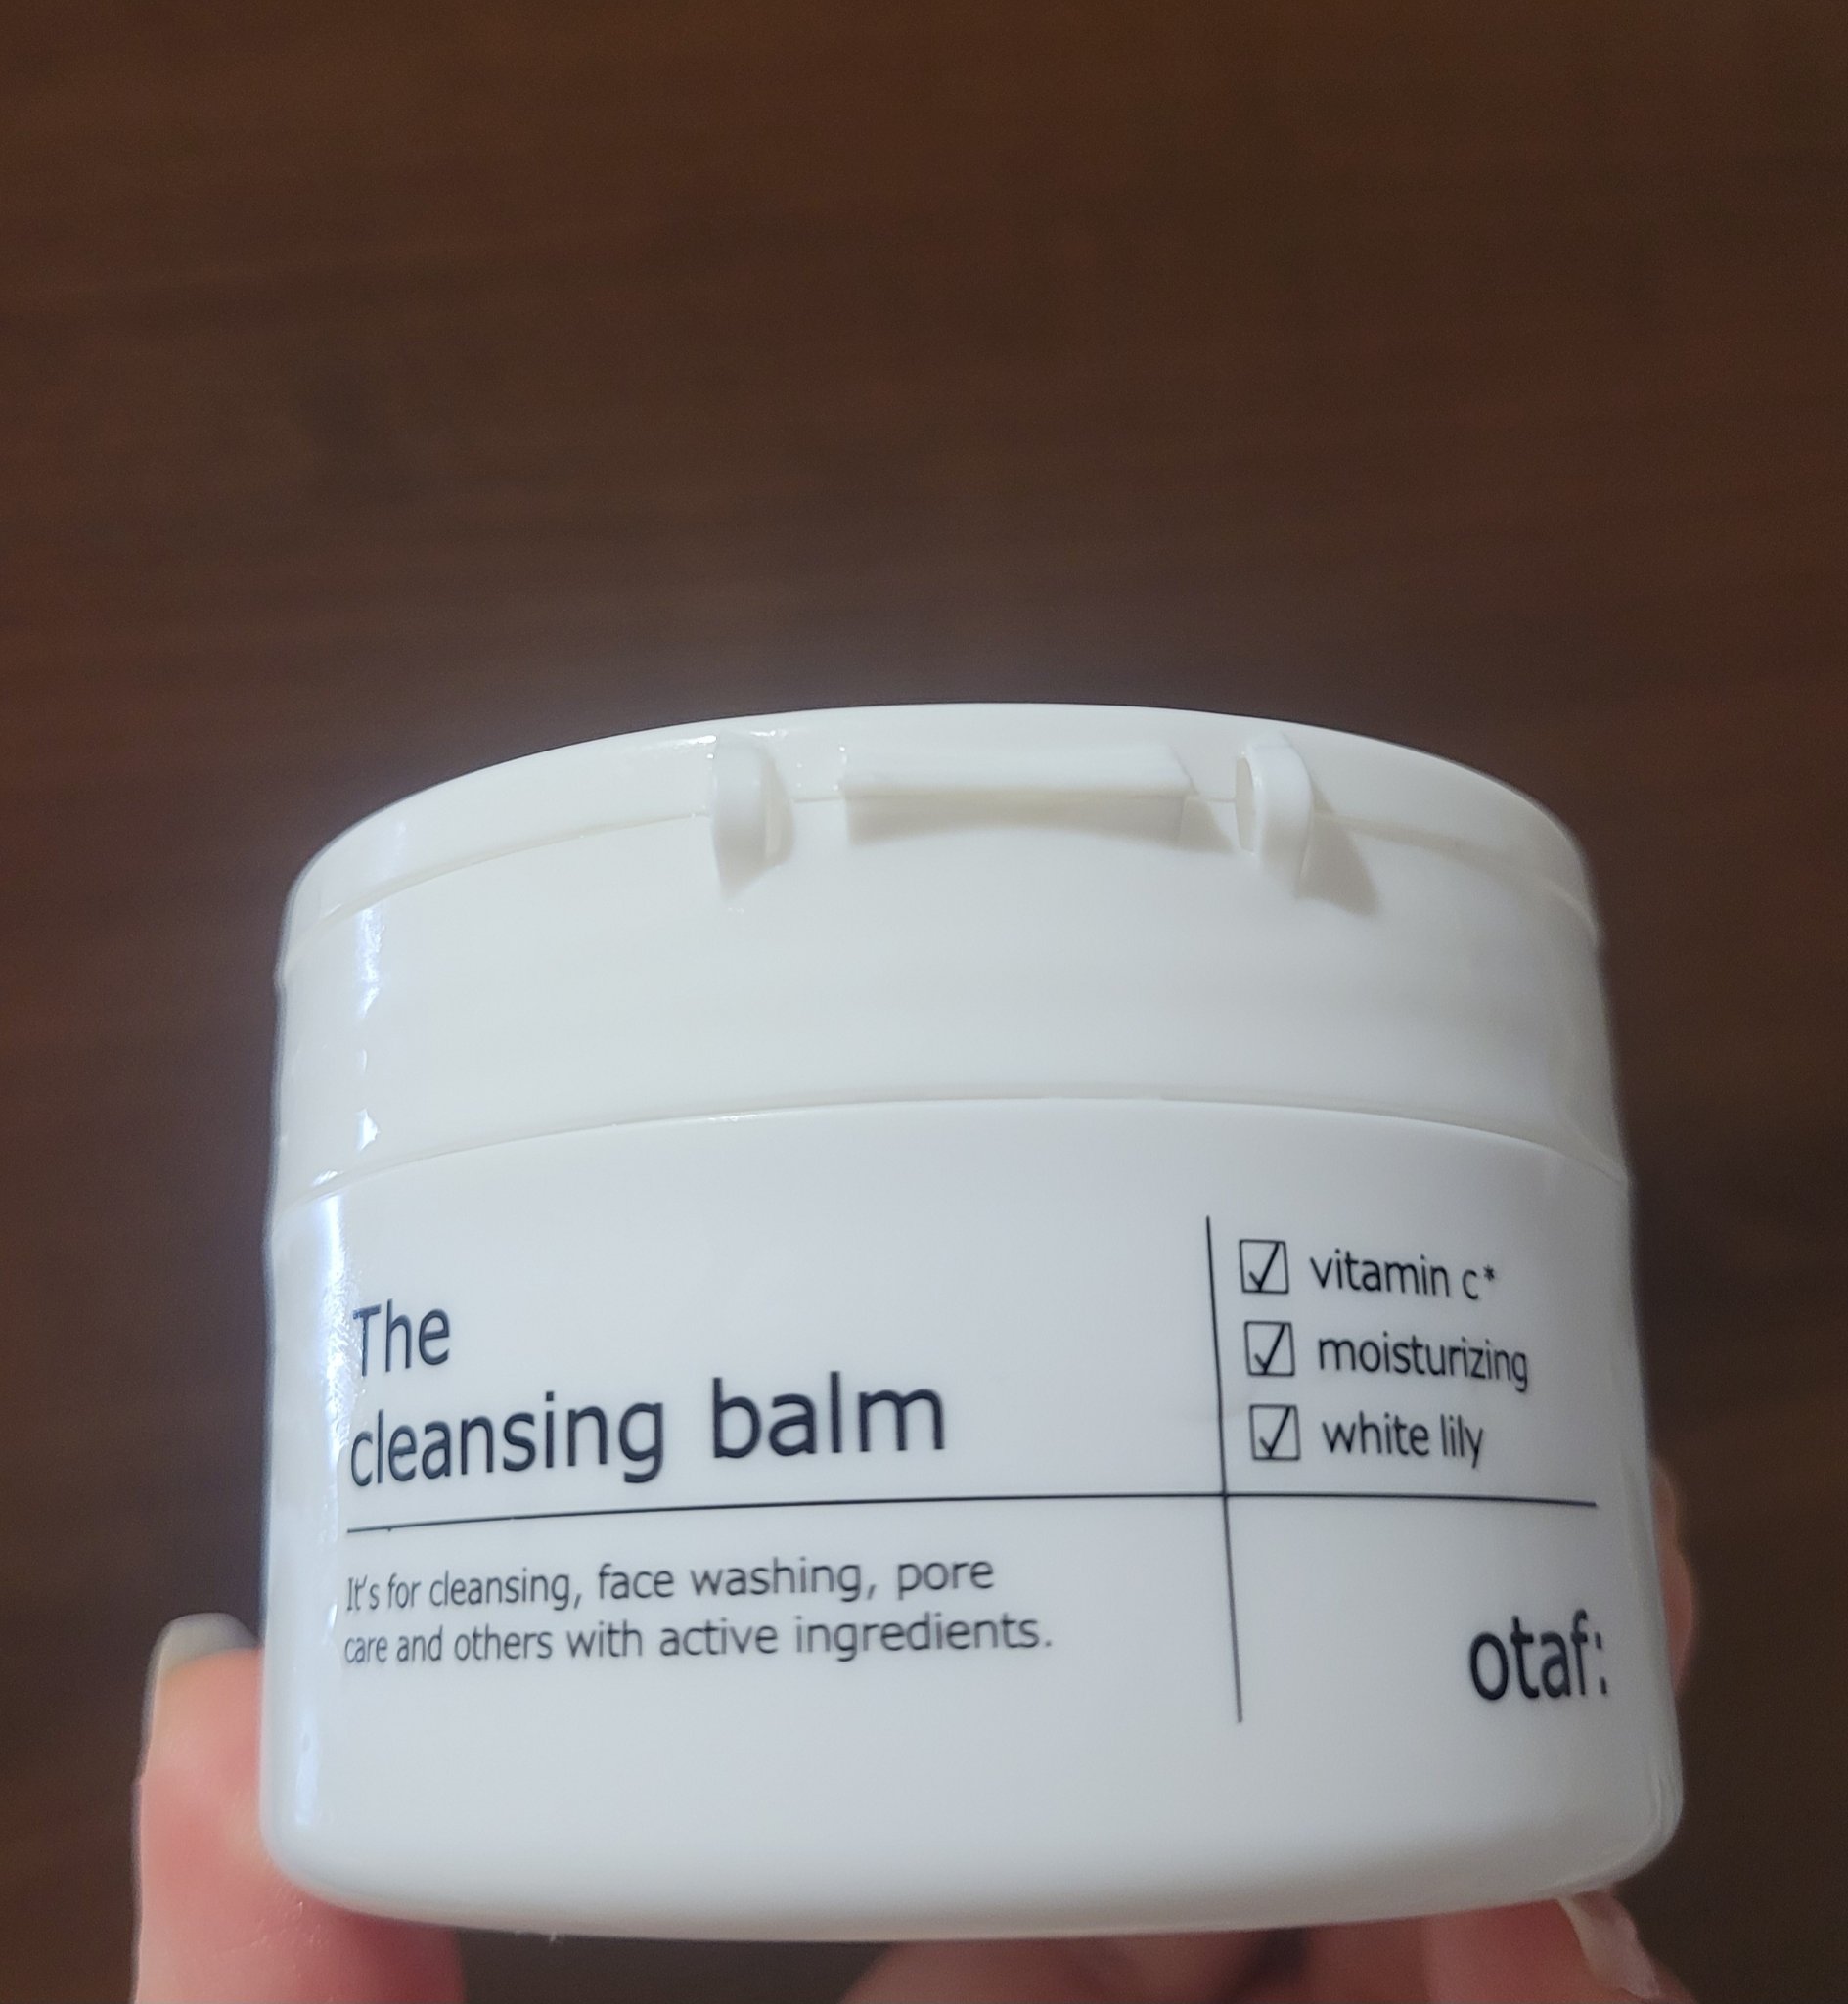 The
cleansing balm
It's for cleansing, face washing, pore
care and others with active ingredients.
☑ vitamin c*
☑ moisturizing
☑ white lily
otaf: